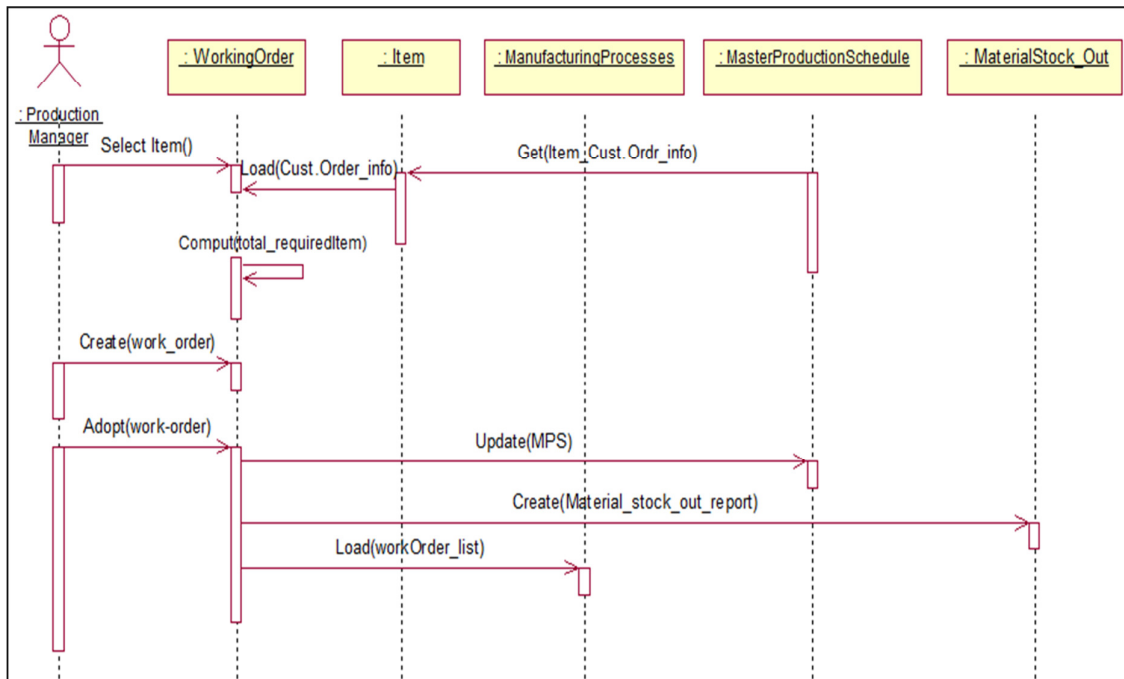 : WorkingOrder
: Item
: ManufacturingProcesses
: MasterProductionSchedule
: MaterialStock_Out
: Production
Manager
Select Item()
Get(Item_Cust.Ordr_info)
Load(Cust.Order_info)
Comput(total_requiredItem)
Create(work_order)
Adopt(work-order)
Update(MPS)
Create(Material_stock_out_report)
Load(workOrder_list)